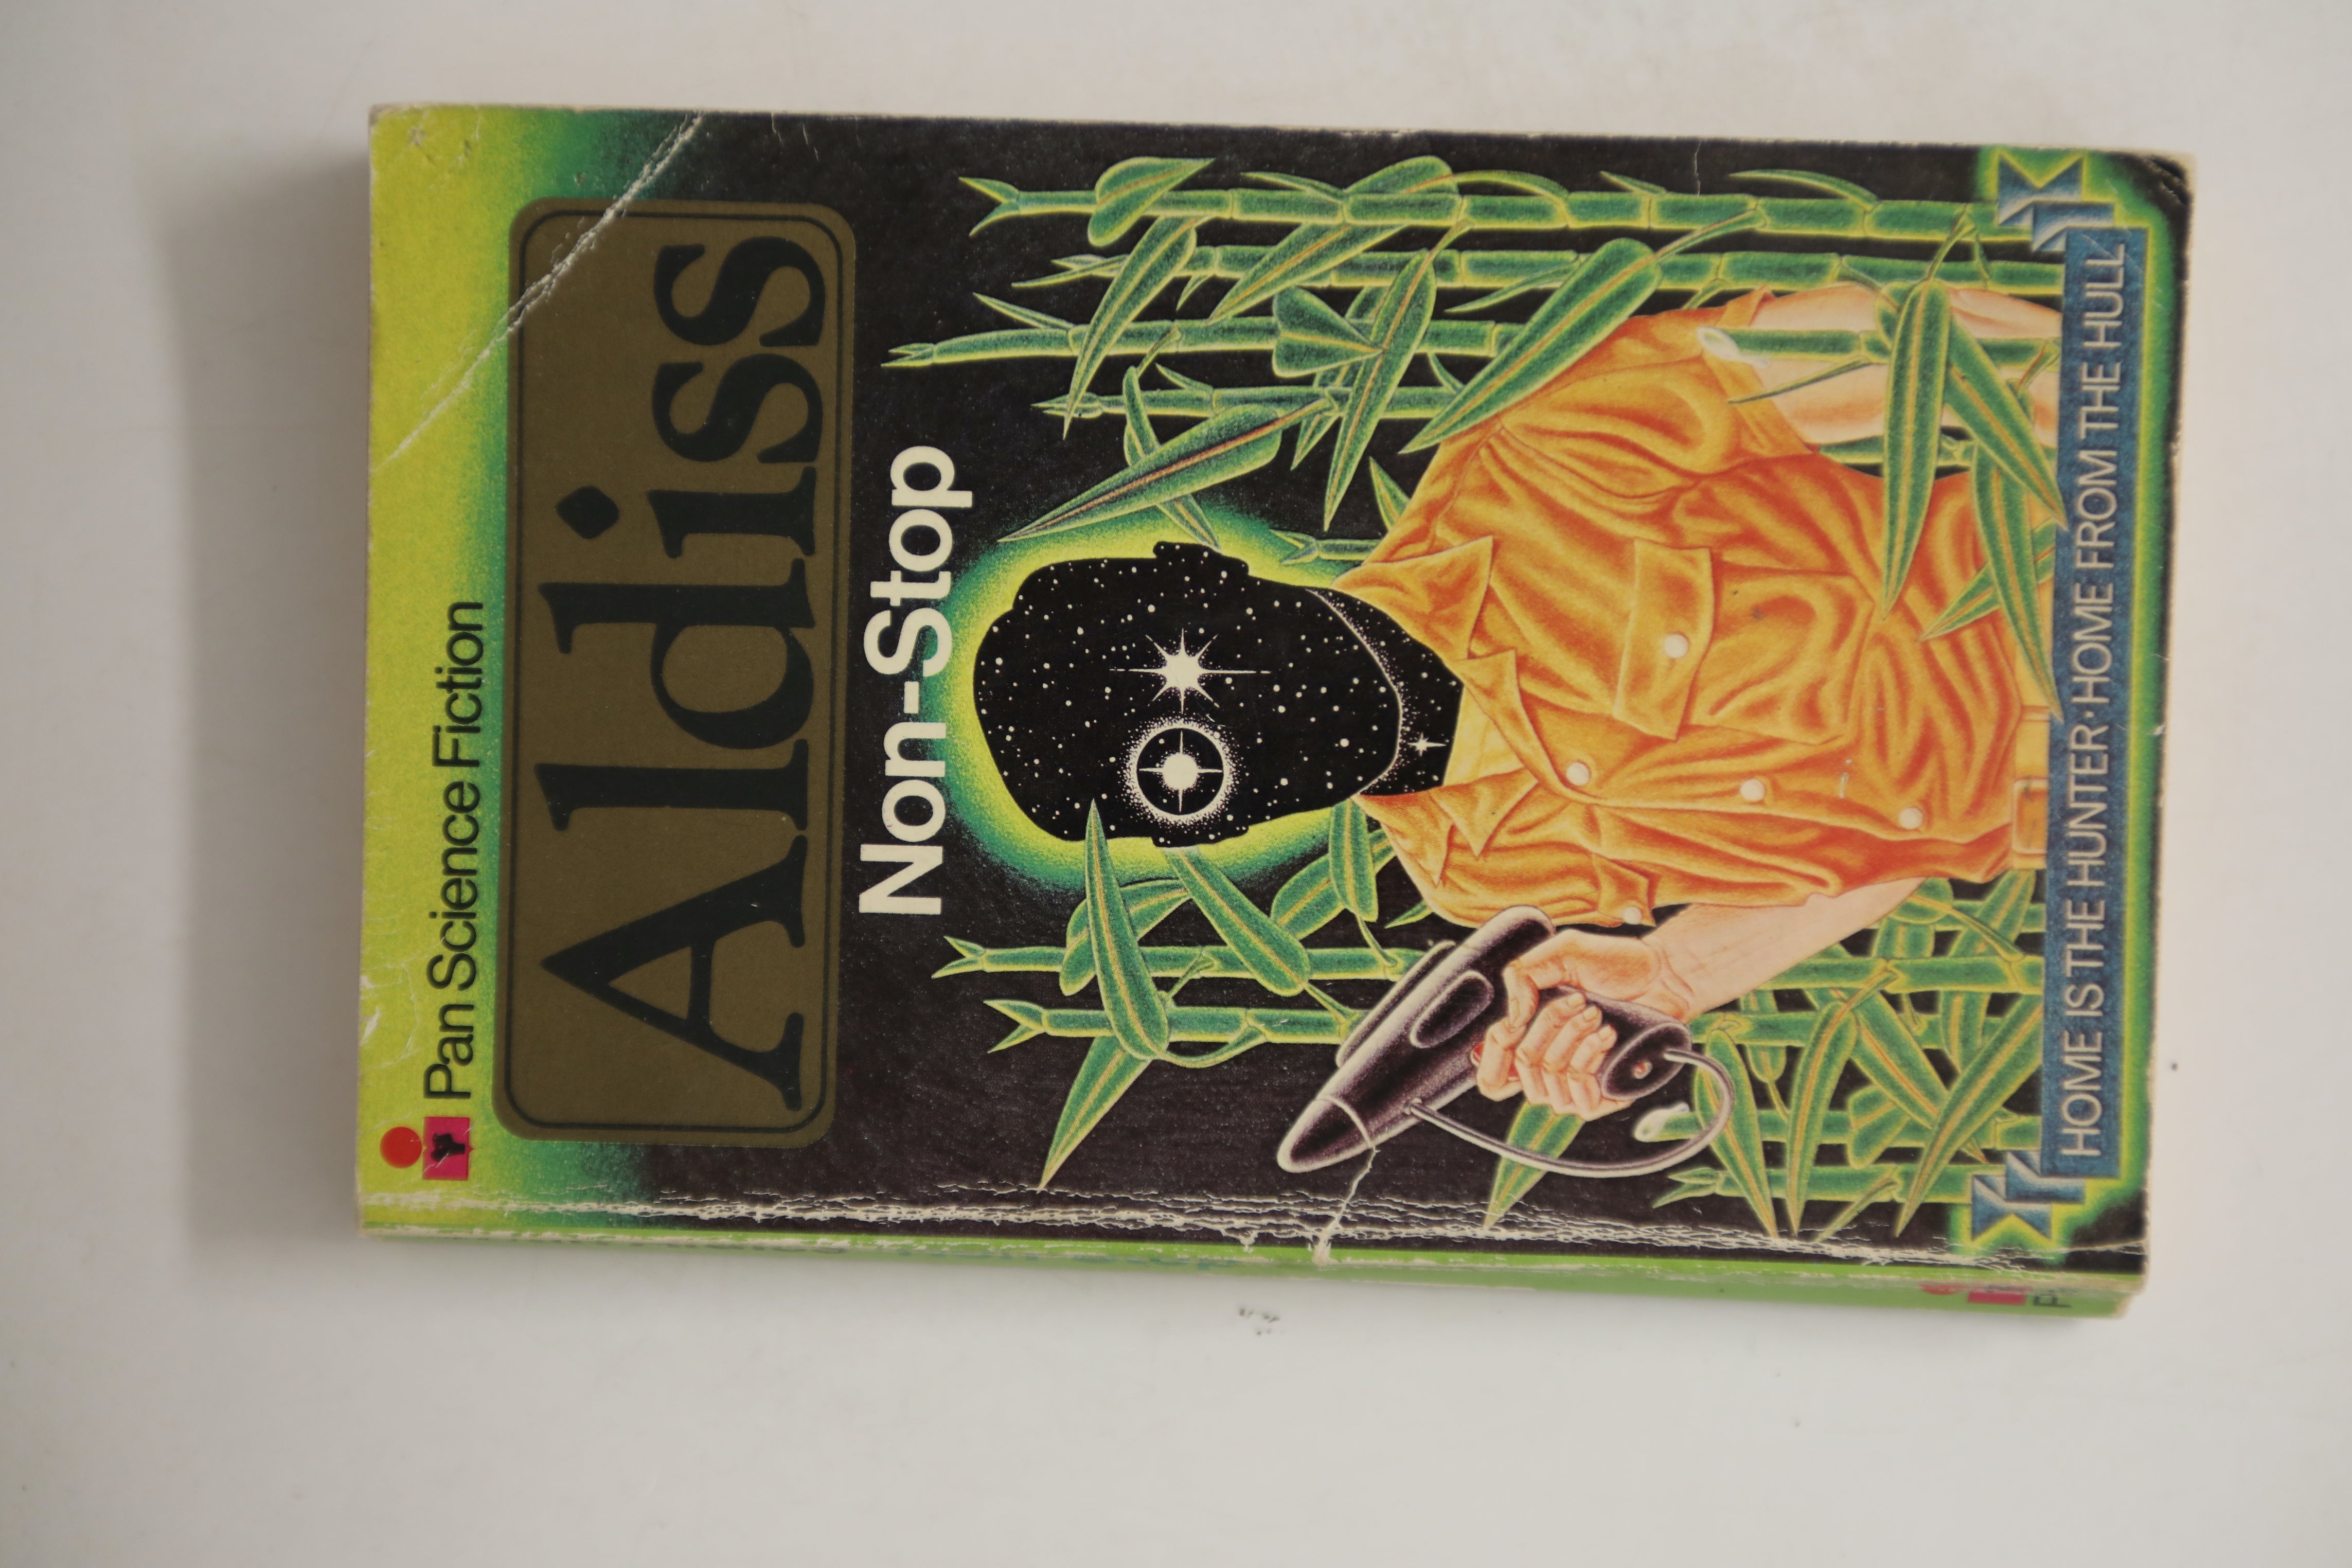 Pan Science Fiction
Aldiss
Non-Stop
HOME IS THE HUNTER·HOME FROM THE HULL